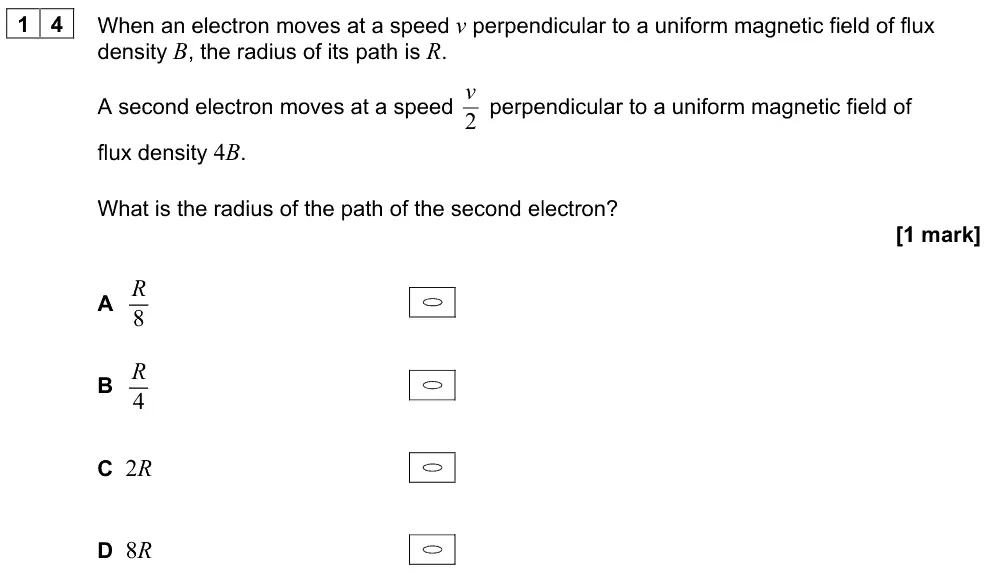 1 4 When an electron moves at a speed v perpendicular to a uniform magnetic field of flux
density B, the radius of its path is R.
A second electron moves at a speed v/2 perpendicular to a uniform magnetic field of
flux density 4B.
What is the radius of the path of the second electron?
[1 mark]
A R/8
B R/4
C 2R
D 8R